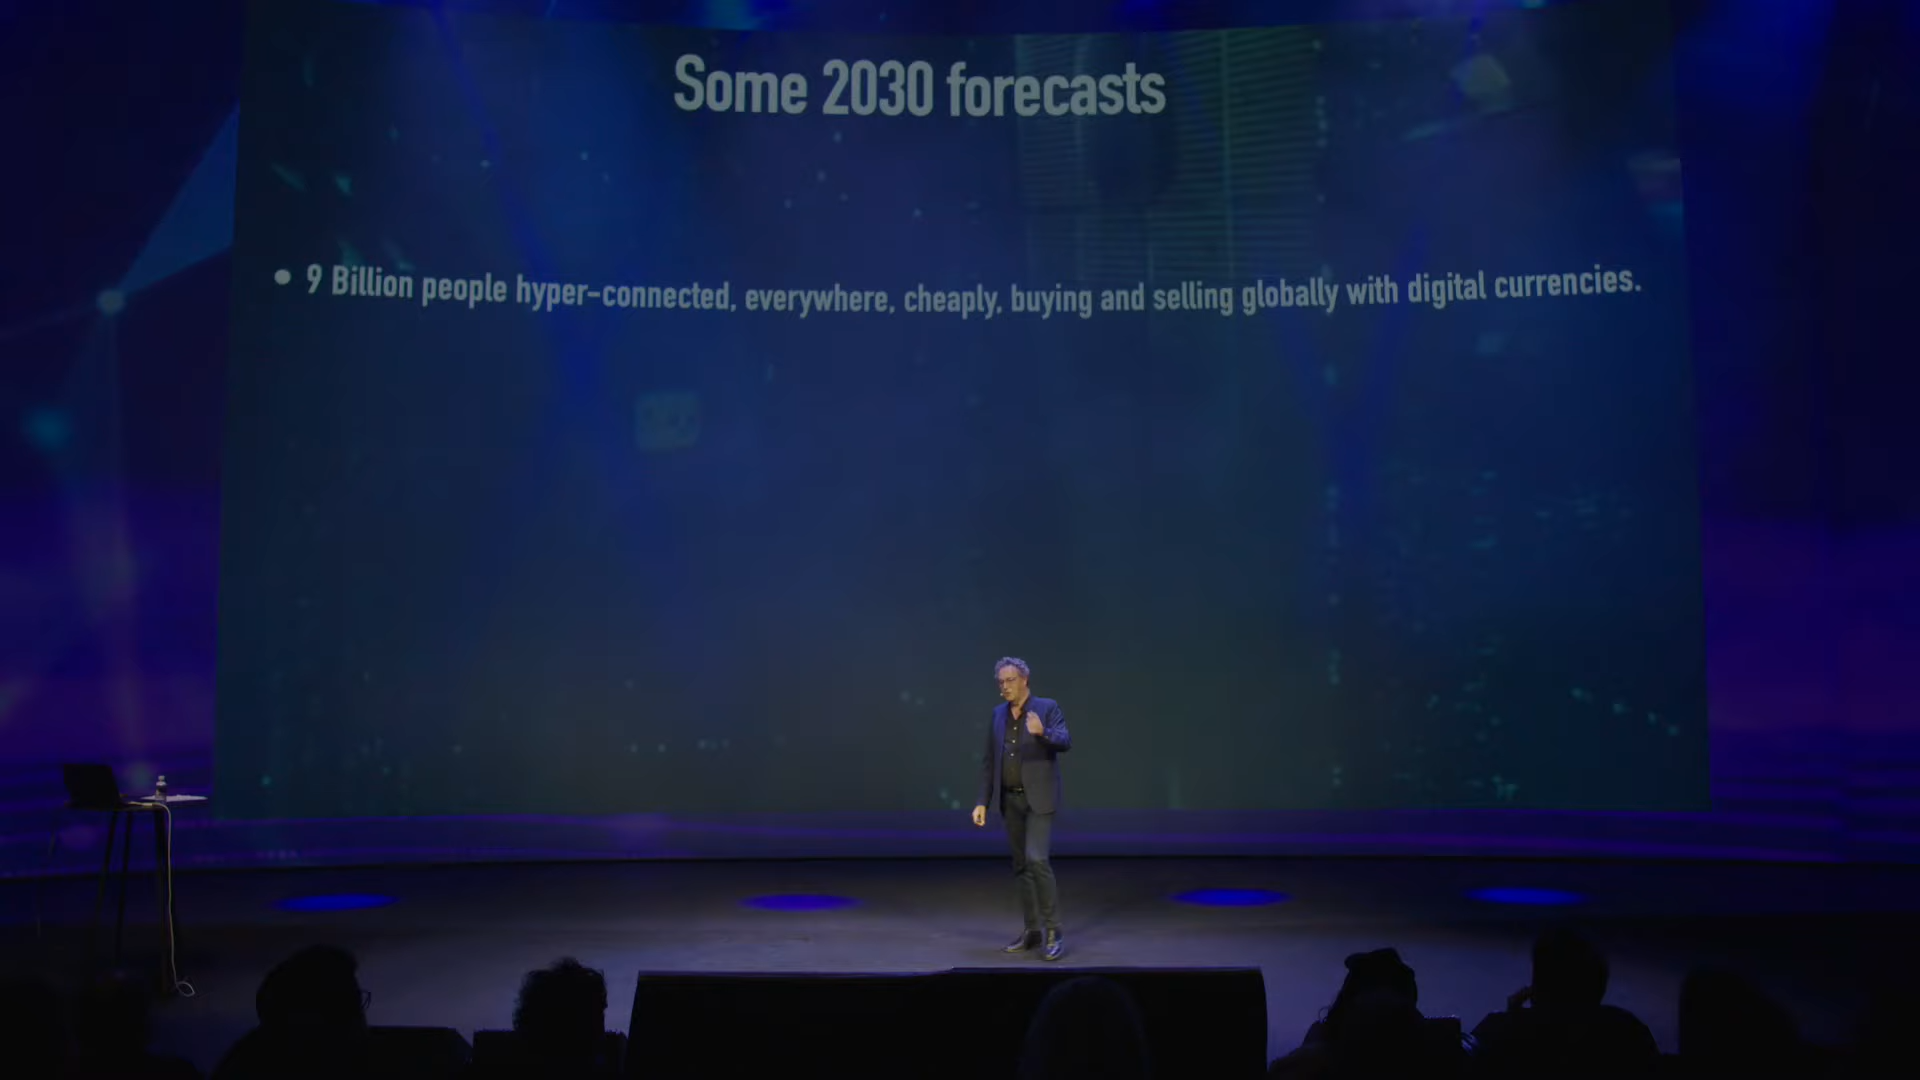 Some 2030 forecasts
• 9 Billion people hyper-connected, everywhere, cheaply, buying and selling globally with digital currencies.